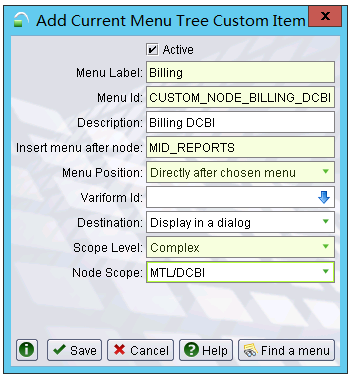 Add Current Menu Tree Custom Item
x
Active
Menu Label: Billing
Menu Id: CUSTOM_NODE_BILLING_DCBI
Description: Billing DCBI
Insert menu after node: MID_REPORTS
Menu Position: Directly after chosen menu
Variform Id:
Destination: Display in a dialog
Scope Level: Complex
Node Scope: MTL/DCBI
Save Cancel Help Find a menu